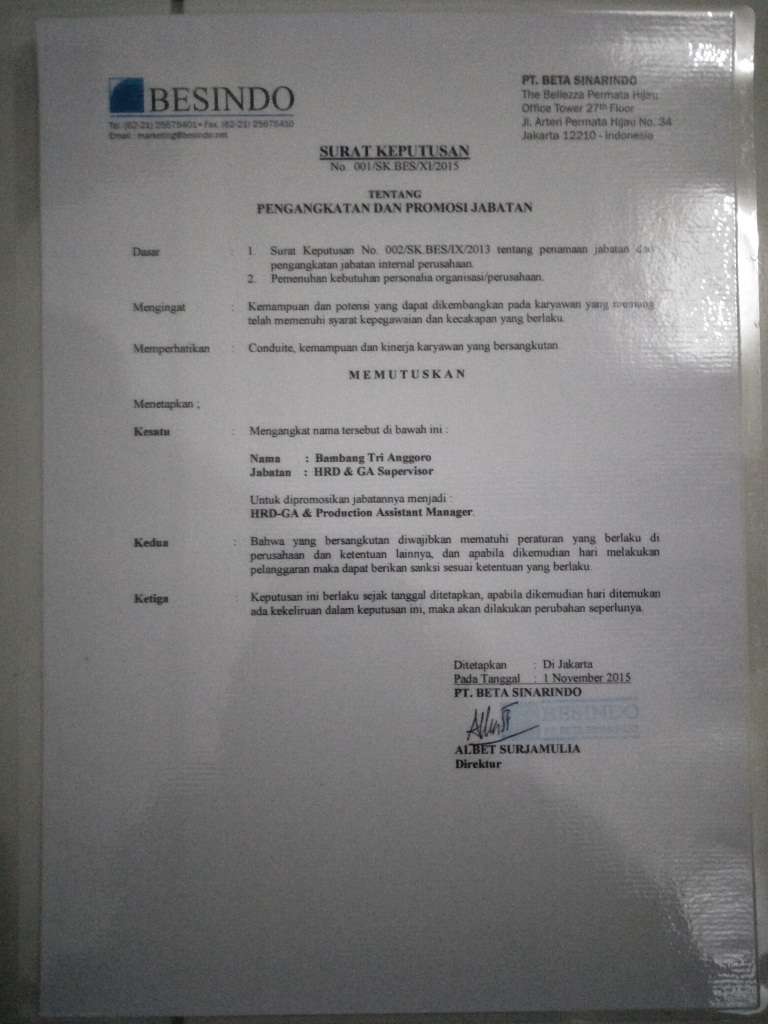 BESINDO
Tel. (62-21) 25675401 • Fax. (62-21) 25675410
Email : marketing@besindo.net
PT. BETA SINARINDO
The Bellezza Permata Hijau
Office Tower 27th Floor
Jl. Arteri Permata Hijau No. 34
Jakarta 12210 - Indonesia
SURAT KEPUTUSAN
No. 001/SK.BES/XI/2015
TENTANG
PENGANGKATAN DAN PROMOSI JABATAN
Dasar : 1. Surat Keputusan No. 002/SK.BES/IX/2013 tentang penamaan jabatan dan
pengangkatan jabatan internal perusahaan.
2. Pemenuhan kebutuhan personalia organisasi/perusahaan.
Mengingat : Kemampuan dan potensi yang dapat dikembangkan pada karyawan yang memang
telah memenuhi syarat kepegawaian dan kecakapan yang berlaku.
Memperhatikan : Conduite, kemampuan dan kinerja karyawan yang bersangkutan
MEMUTUSKAN
Menetapkan ;
Kesatu : Mengangkat nama tersebut di bawah ini :
Nama : Bambang Tri Anggoro
Jabatan : HRD & GA Supervisor
Untuk dipromosikan jabatannya menjadi :
HRD-GA & Production Assistant Manager.
Kedua : Bahwa yang bersangkutan diwajibkan mematuhi peraturan yang berlaku di
perusahaan dan ketentuan lainnya, dan apabila dikemudian hari melakukan
pelanggaran maka dapat berikan sanksi sesuai ketentuan yang berlaku.
Ketiga : Keputusan ini berlaku sejak tanggal ditetapkan, apabila dikemudian hari ditemukan
ada kekeliruan dalam keputusan ini, maka akan dilakukan perubahan seperlunya.
Ditetapkan : Di Jakarta
Pada Tanggal : 1 November 2015
PT. BETA SINARINDO
BESINDO
ALBET SURJAMULIA
Direktur